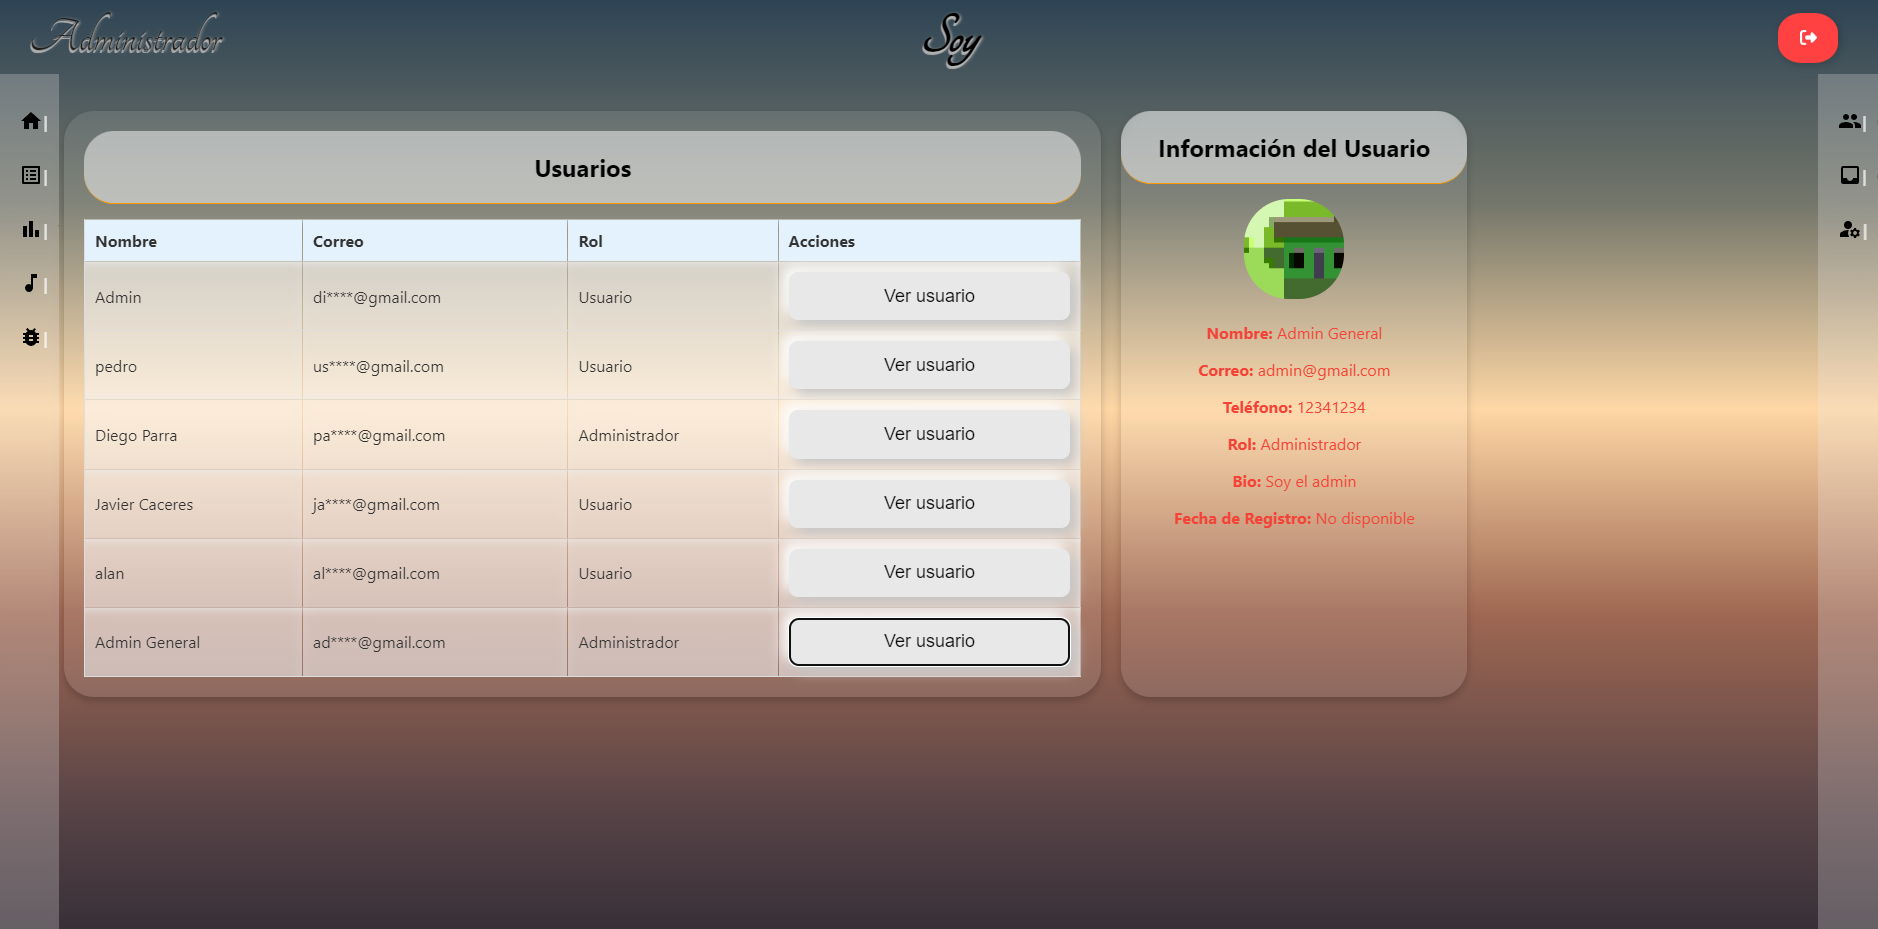 Administrador
Soy
Usuarios
Nombre Correo Rol Acciones
Admin di****@gmail.com Usuario Ver usuario
pedro us****@gmail.com Usuario Ver usuario
Diego Parra pa****@gmail.com Administrador Ver usuario
Javier Caceres ja****@gmail.com Usuario Ver usuario
alan al****@gmail.com Usuario Ver usuario
Admin General ad****@gmail.com Administrador Ver usuario
Información del Usuario
Nombre: Admin General
Correo: admin@gmail.com
Teléfono: 12341234
Rol: Administrador
Bio: Soy el admin
Fecha de Registro: No disponible